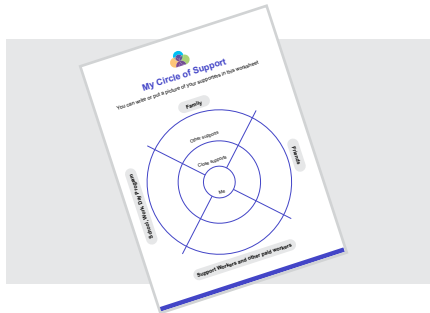 My Circle of Support
You can write or put a picture of your supporters in this worksheet
Family
Other supports
Close Supports
Me
Friends
School, Work, Day Program
Support Workers and other paid workers